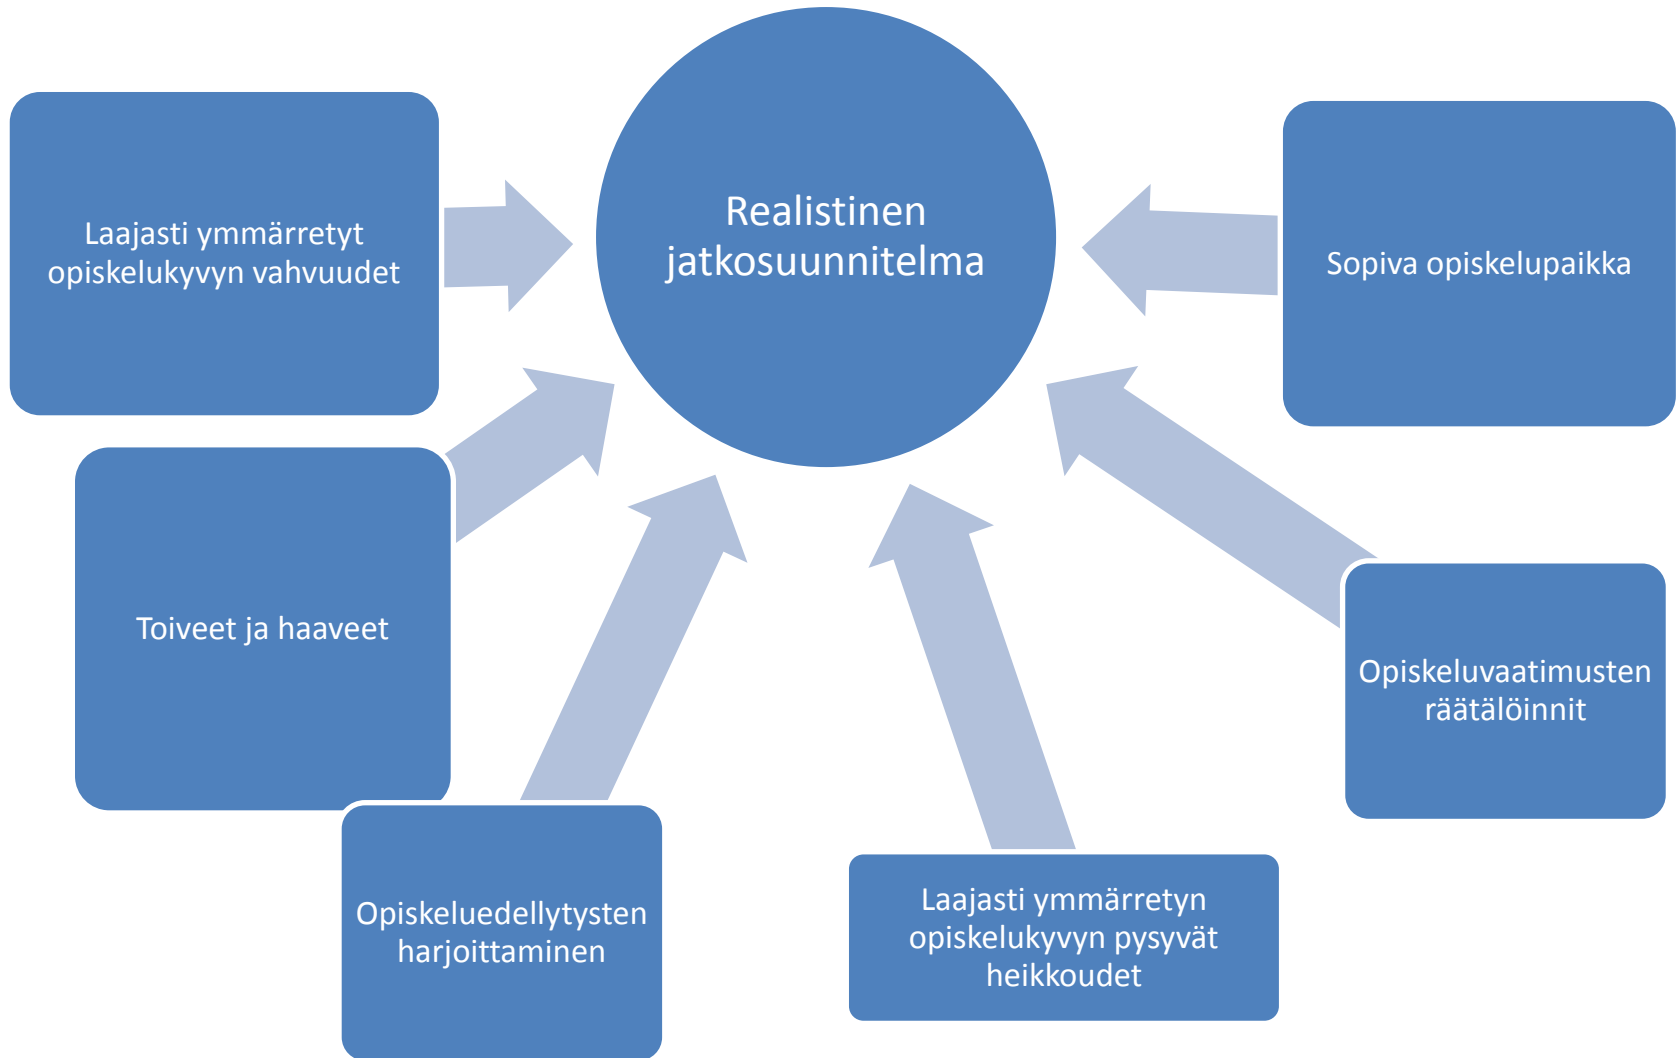 Realistinen
jatkosuunnitelma
Laajasti ymmärretyt
opiskelukyvyn vahvuudet
Sopiva opiskelupaikka
Toiveet ja haaveet
Opiskeluvaatimusten
räätälöinnit
Opiskeluedellytysten
harjoittaminen
Laajasti ymmärretyn
opiskelukyvyn pysyvät
heikkoudet